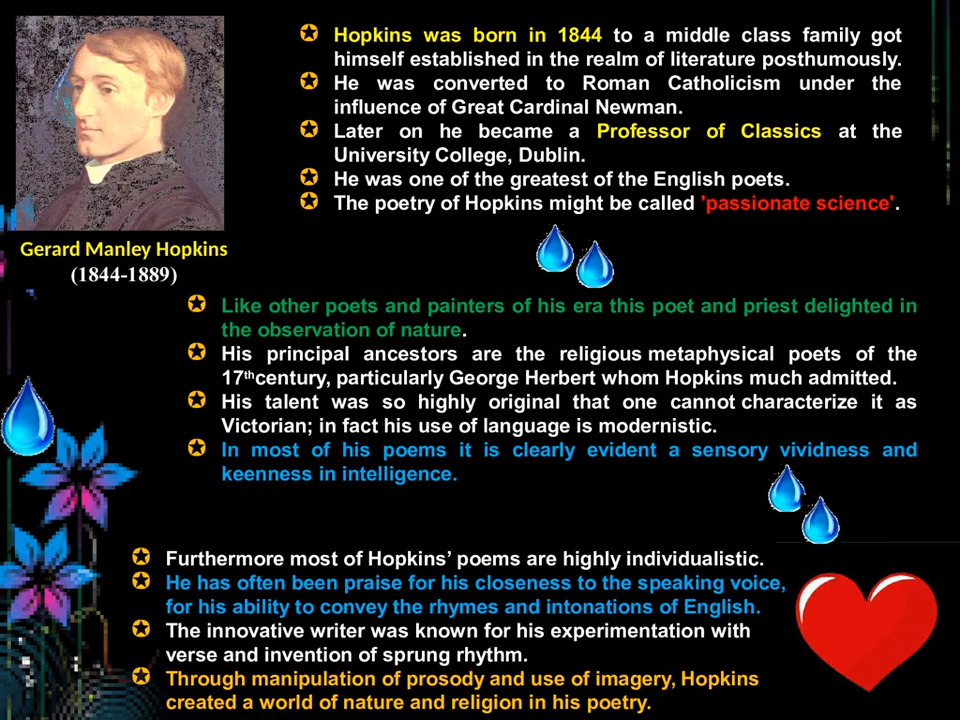 Hopkins was born in 1844 to a middle class family got
himself established in the realm of literature posthumously.
He was converted to Roman Catholicism under the
influence of Great Cardinal Newman.
Later on he became a Professor of Classics at the
University College, Dublin.
He was one of the greatest of the English poets.
The poetry of Hopkins might be called 'passionate science'.
Gerard Manley Hopkins
(1844-1889)
Like other poets and painters of his era this poet and priest delighted in
the observation of nature.
His principal ancestors are the religious metaphysical poets of the
17th century, particularly George Herbert whom Hopkins much admitted.
His talent was so highly original that one cannot characterize it as
Victorian; in fact his use of language is modernistic.
In most of his poems it is clearly evident a sensory vividness and
keenness in intelligence.
Furthermore most of Hopkins’ poems are highly individualistic.
He has often been praise for his closeness to the speaking voice,
for his ability to convey the rhymes and intonations of English.
The innovative writer was known for his experimentation with
verse and invention of sprung rhythm.
Through manipulation of prosody and use of imagery, Hopkins
created a world of nature and religion in his poetry.